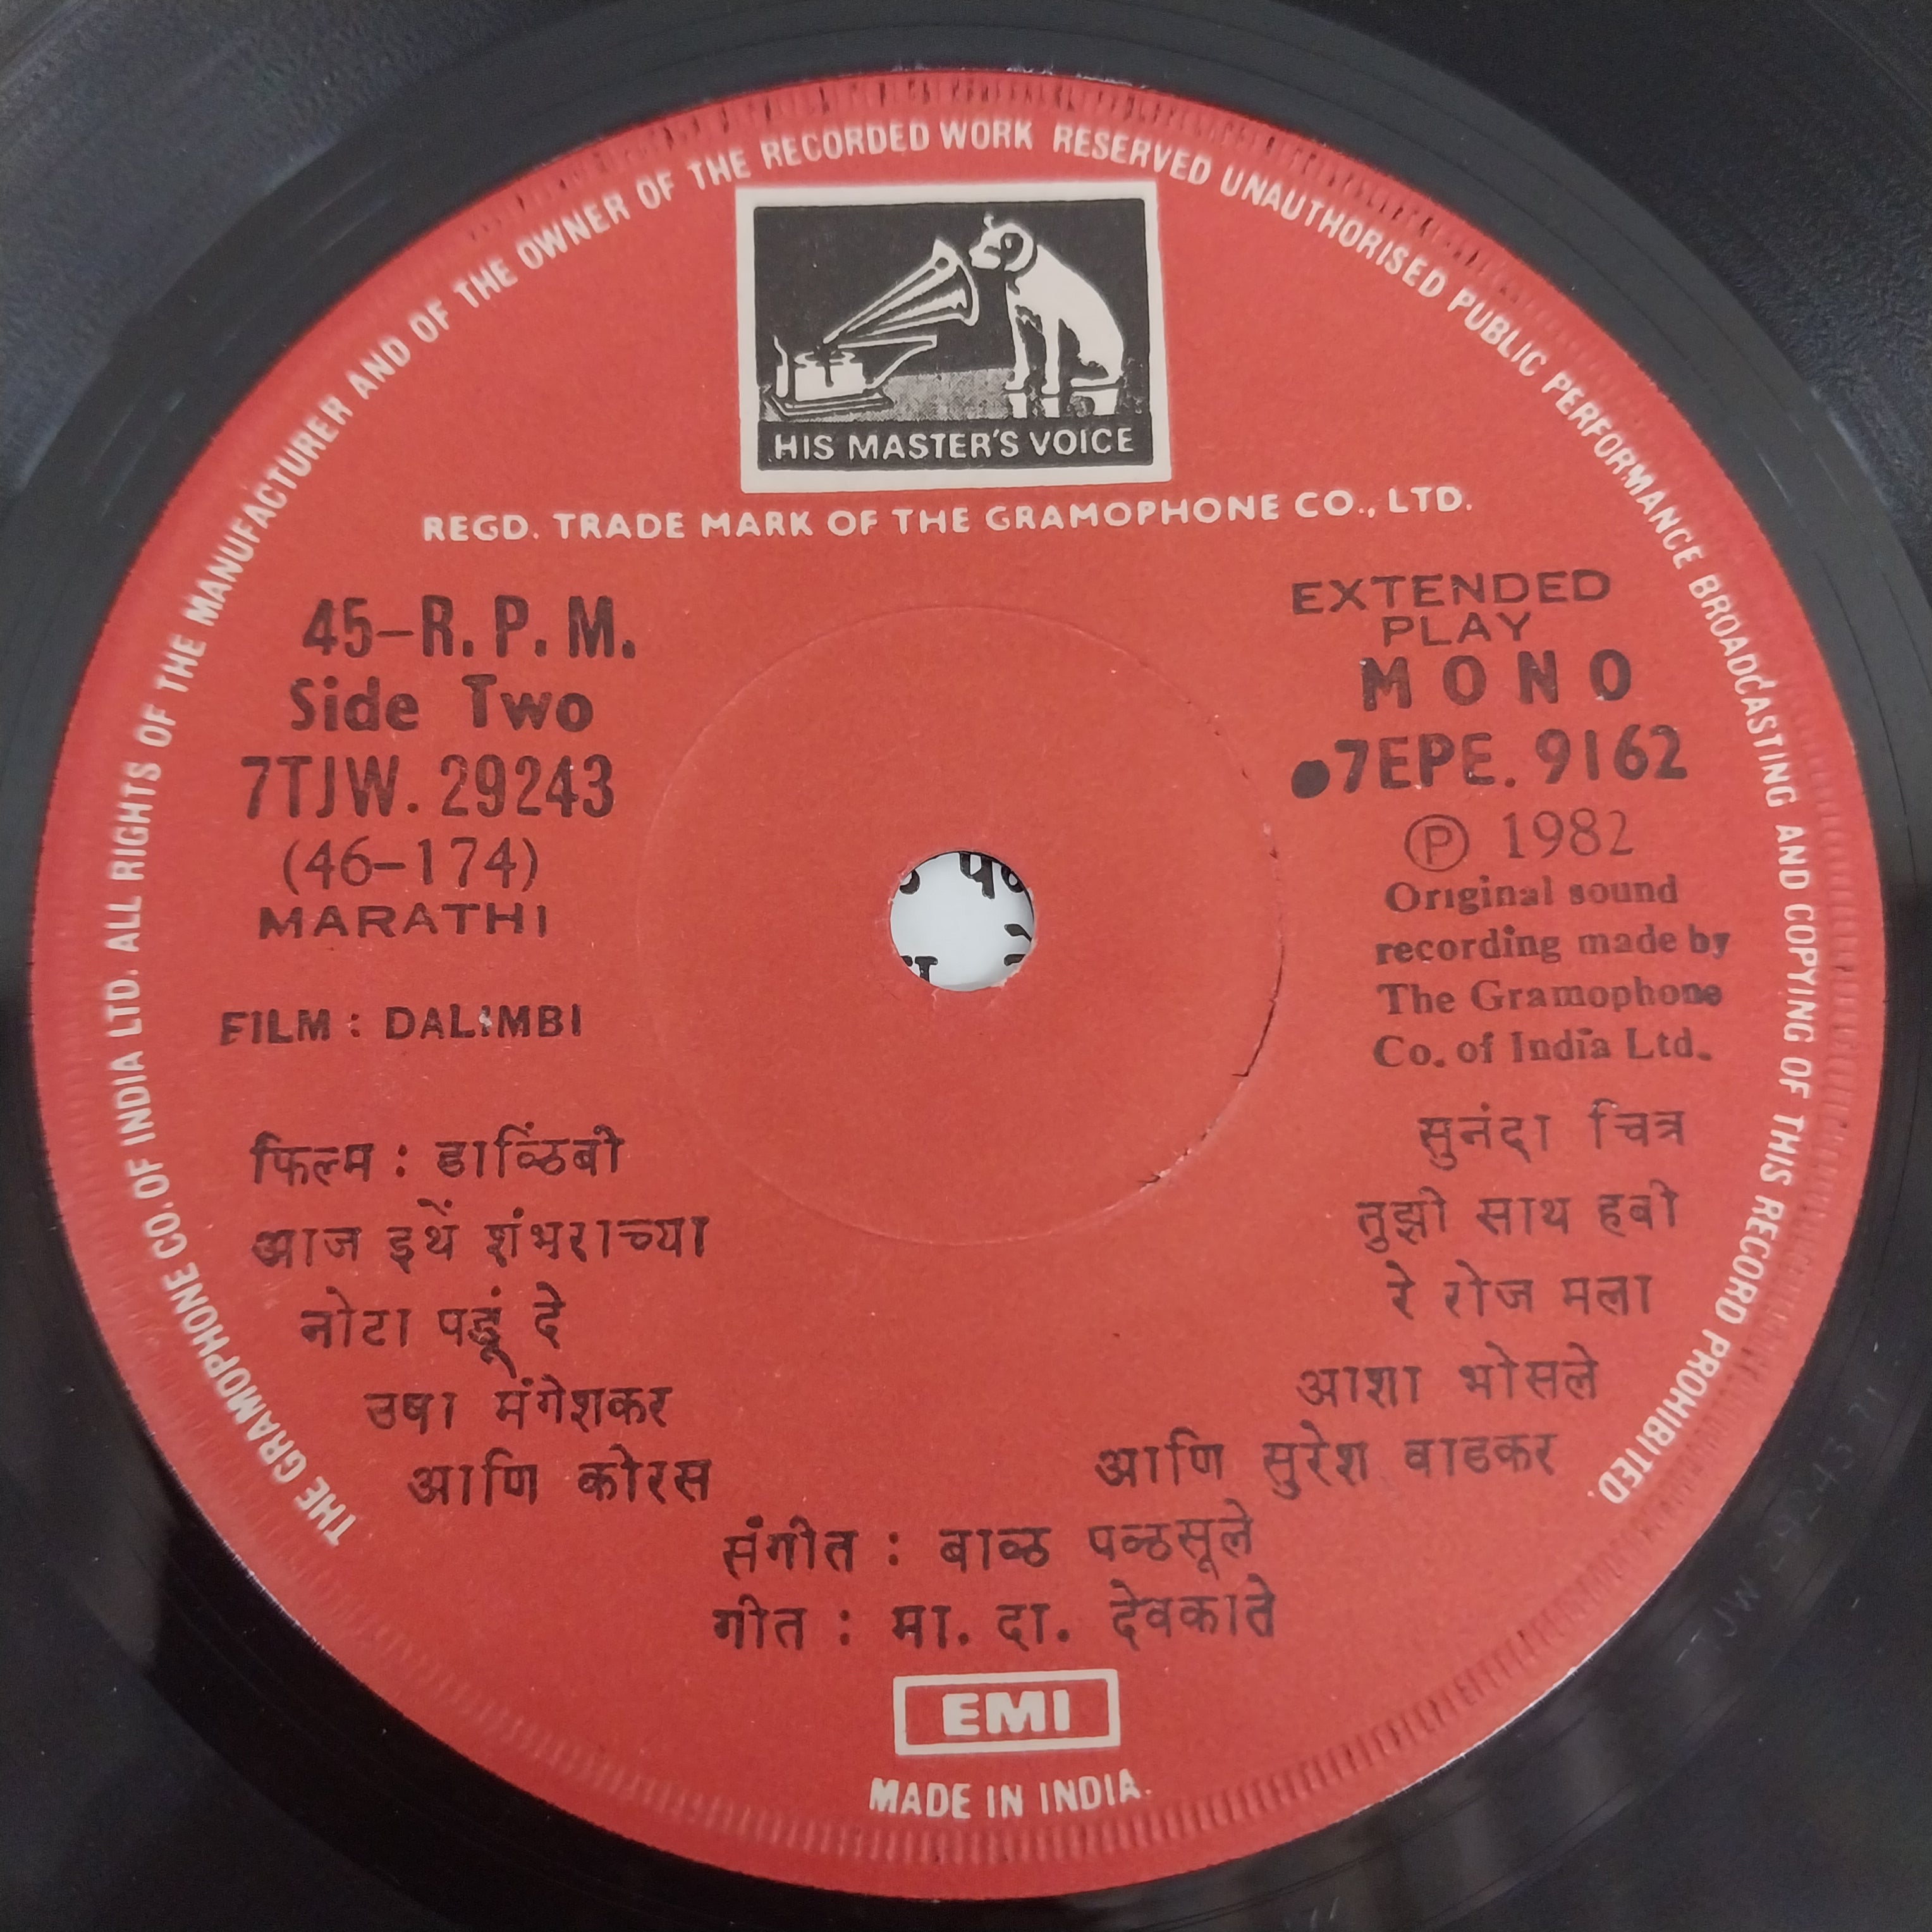 THE GRAMOPHONE CO. OF INDIA LTD. ALL RIGHTS OF THE MANUFACTURER AND OF THE OWNER OF THE RECORDED WORK RESERVED UNAUTHORISED PUBLIC PERFORMANCE BROADCASTING AND COPYING OF THIS RECORD PROHIBITED.
HIS MASTER'S VOICE
REGD. TRADE MARK OF THE GRAMOPHONE CO., LTD.
45-R.P.M.
Side Two
7TJW. 29243
(46-174)
MARATHI
EXTENDED
PLAY
MONO
●7EPE. 9162
Ⓟ 1982
Original sound
recording made by
The Gramophone
Co. of India Ltd.
FILM : DALIMBI
फिल्म : डाळिंबी
आज इथें शंभराच्या
नोटा पडूं दे
उषा मंगेशकर
आणि कोरस
सुनंदा चित्र
तुझी साथ हवी
रे रोज मला
आशा भोसले
आणि सुरेश वाडकर
संगीत : बाळ पळसूले
गीत : मा. दा. देवकाते
EMI
MADE IN INDIA.